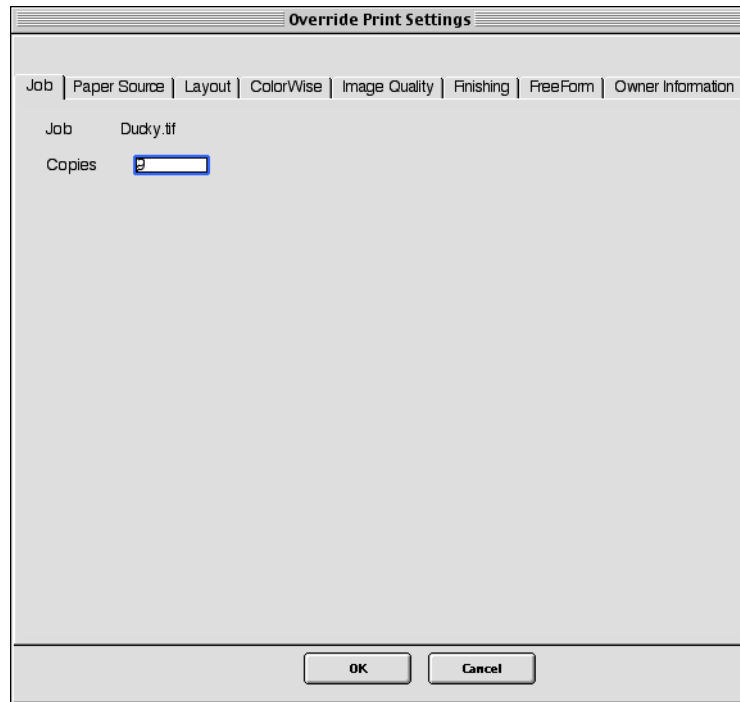 Override Print Settings
Job Paper Source Layout ColorWise Image Quality Finishing FreeForm Owner Information
Job Ducky.tif
Copies
OK Cancel